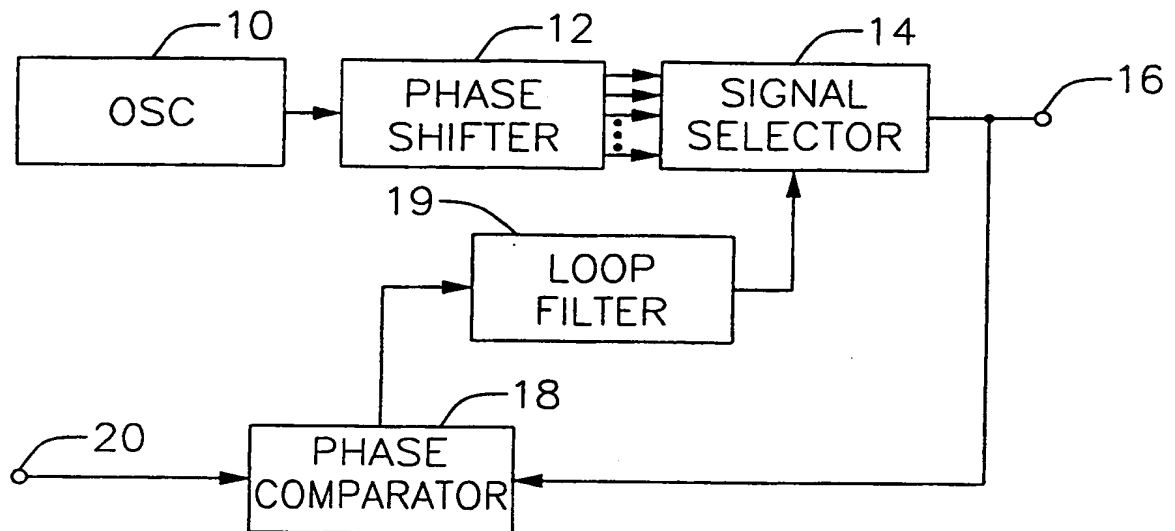 10
12
14
16
OSC
PHASE
SHIFTER
SIGNAL
SELECTOR
19
LOOP
FILTER
18
20
PHASE
COMPARATOR